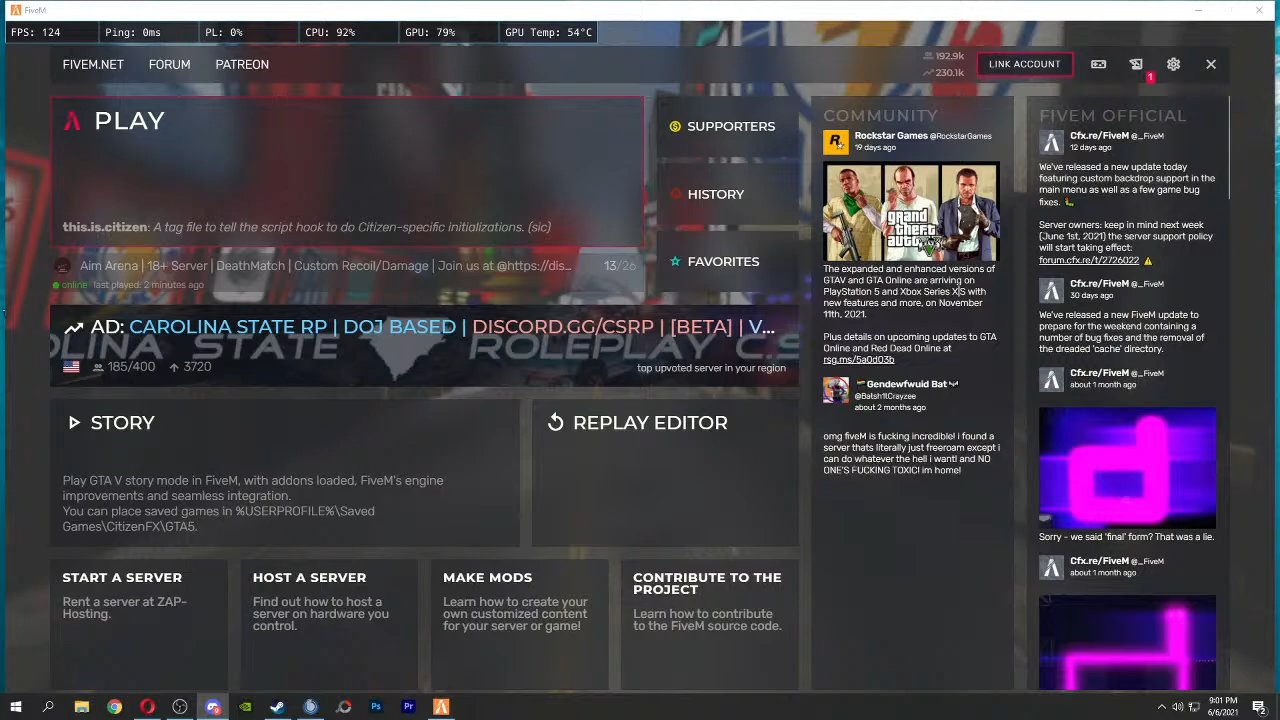 FiveM
FPS: 124
Ping: 0ms
PL: 0%
CPU: 92%
GPU: 79%
GPU Temp: 54°C
FIVEM.NET
FORUM
PATREON
192.9k
230.1k
LINK ACCOUNT
1
PLAY
this.is.citizen: A tag file to tell the script hook to do Citizen-specific initializations. (sic)
Aim Arena | 18+ Server | DeathMatch | Custom Recoil/Damage | Join us at @https://dis...
13/26
online last played: 2 minutes ago
SUPPORTERS
HISTORY
FAVORITES
AD: CAROLINA STATE RP | DOJ BASED | DISCORD.GG/CSRP | [BETA] | V...
185/400
3720
top upvoted server in your region
STORY
Play GTA V story mode in FiveM, with addons loaded, FiveM's engine
improvements and seamless integration.
You can place saved games in %USERPROFILE%\Saved
Games\CitizenFX\GTA5.
REPLAY EDITOR
START A SERVER
Rent a server at ZAP-
Hosting.
HOST A SERVER
Find out how to host a
server on hardware you
control.
MAKE MODS
Learn how to create your
own customized content
for your server or game!
CONTRIBUTE TO THE
PROJECT
Learn how to contribute
to the FiveM source code.
COMMUNITY
Rockstar Games @RockstarGames
19 days ago
grand
theft
auto
V
The expanded and enhanced versions of
GTAV and GTA Online are arriving on
PlayStation 5 and Xbox Series X|S with
new features and more, on November
11th, 2021.
Plus details on upcoming updates to GTA
Online and Red Dead Online at
rsg.ms/5a0d03b
Gendewfwuid Bat
@Batsh1tCrayzee
about 2 months ago
omg fiveM is fucking incredible! i found a
server thats literally just freeroam except i
can do whatever the hell i want! and NO
ONE'S FUCKING TOXIC! im home!
FIVEM OFFICIAL
Cfx.re/FiveM @_FiveM
12 days ago
We've released a new update today
featuring custom backdrop support in the
main menu as well as a few game bug
fixes.
Server owners: keep in mind next week
(June 1st, 2021) the server support policy
will start taking effect:
forum.cfx.re/t/2726022
Cfx.re/FiveM @_FiveM
30 days ago
We've released a new FiveM update to
prepare for the weekend containing a
number of bug fixes and the removal of
the dreaded 'cache' directory.
Cfx.re/FiveM @_FiveM
about 1 month ago
Sorry - we said 'final' form? That was a lie.
Cfx.re/FiveM @_FiveM
about 1 month ago
9:01 PM
6/6/2021